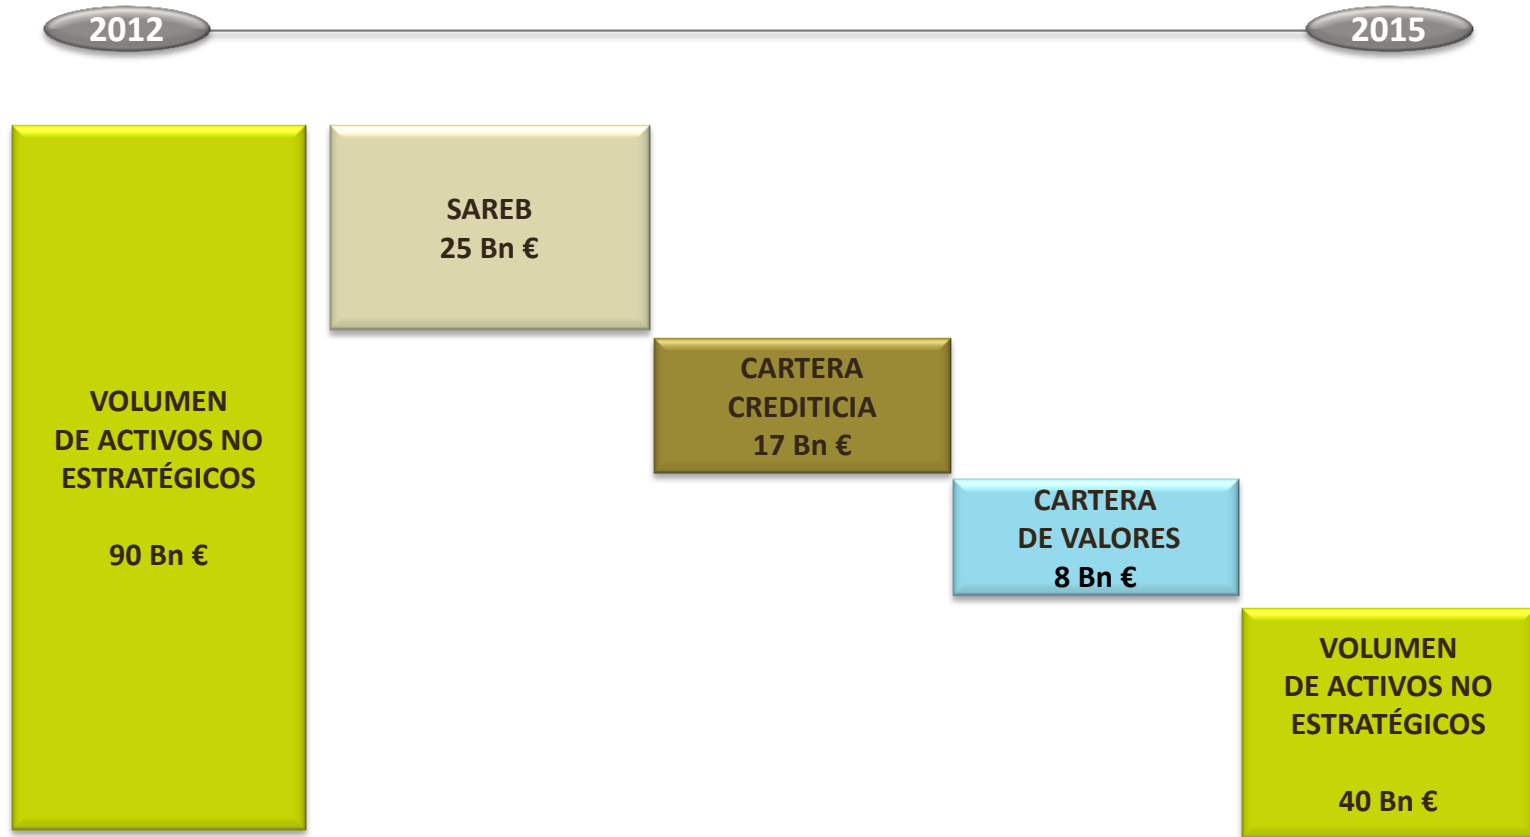 2012
2015
VOLUMEN
DE ACTIVOS NO
ESTRATÉGICOS
90 Bn €
SAREB
25 Bn €
CARTERA
CREDITICIA
17 Bn €
CARTERA
DE VALORES
8 Bn €
VOLUMEN
DE ACTIVOS NO
ESTRATÉGICOS
40 Bn €